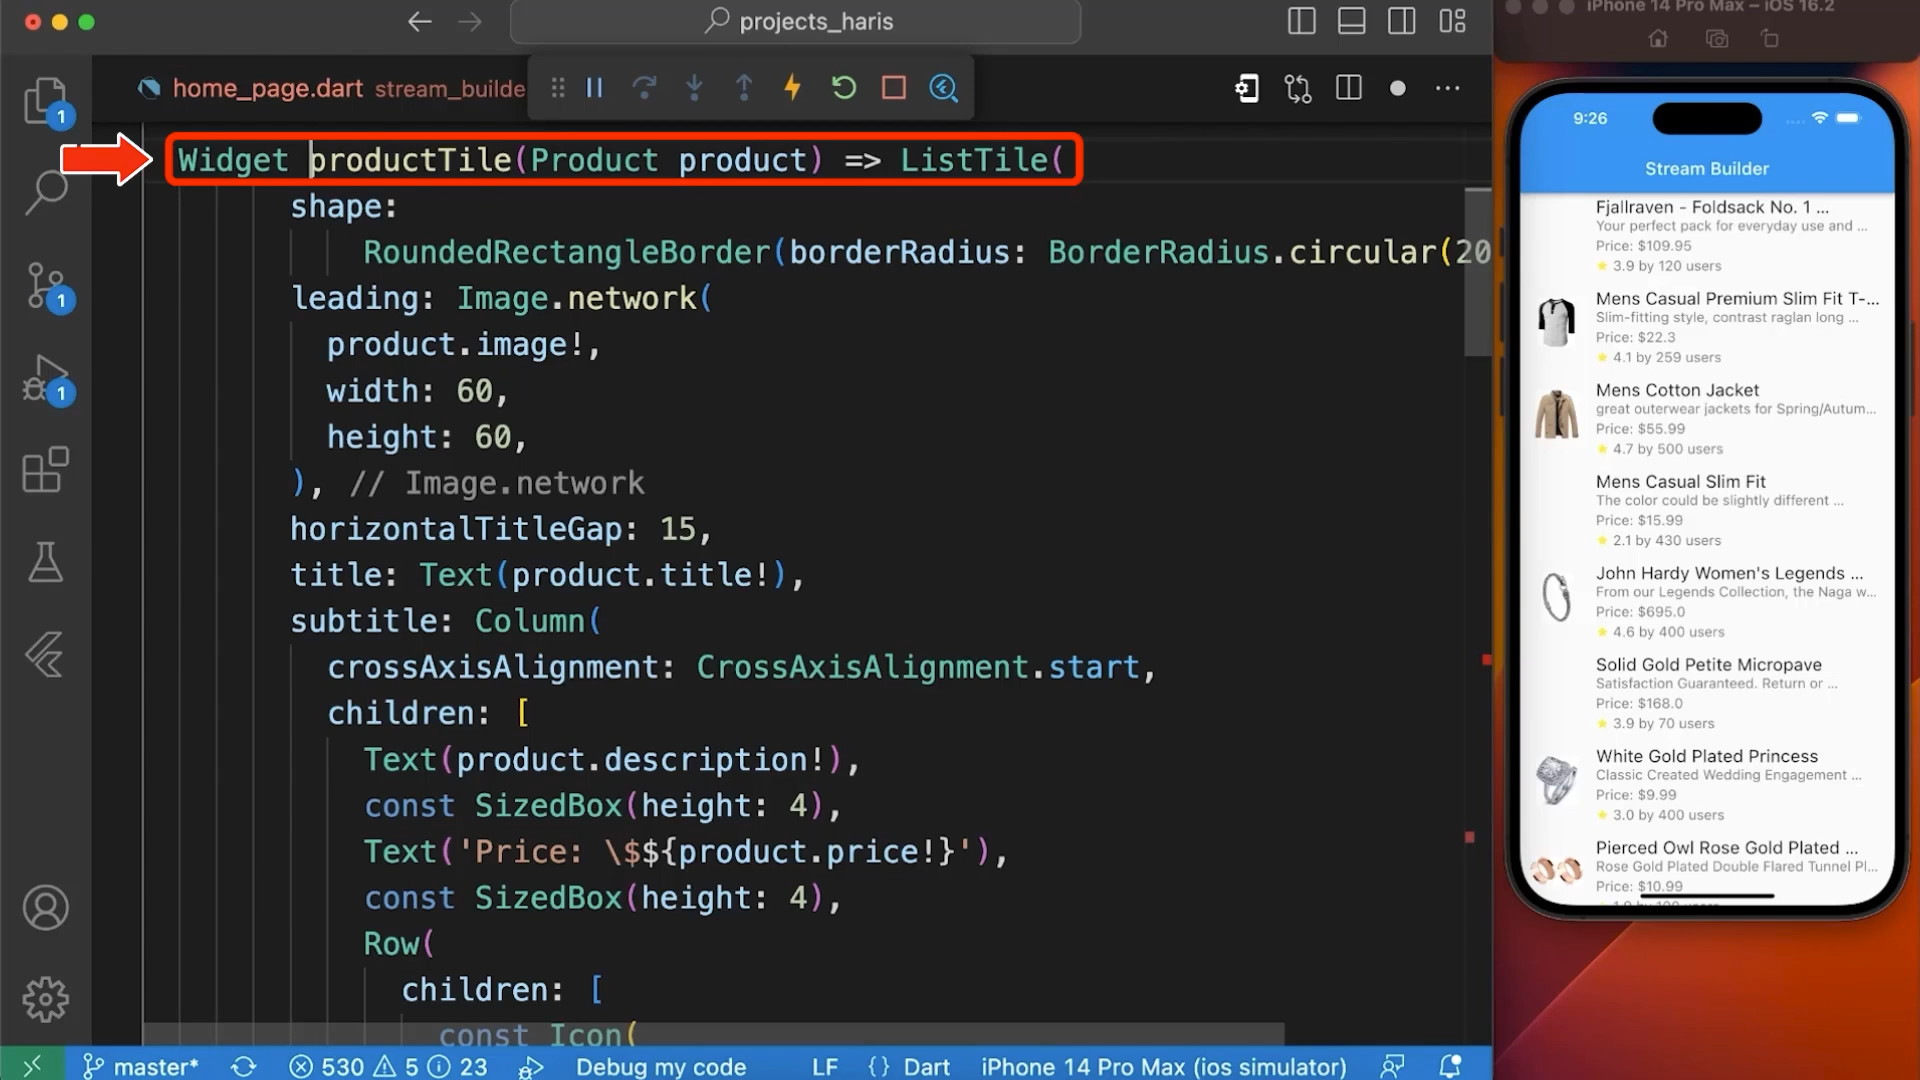 projects_haris
iPhone 14 Pro Max – iOS 16.2
home_page.dart stream_builde
1
1
1
Widget productTile(Product product) => ListTile(
shape:
RoundedRectangleBorder(borderRadius: BorderRadius.circular(20
leading: Image.network(
product.image!,
width: 60,
height: 60,
), // Image.network
horizontalTitleGap: 15,
title: Text(product.title!),
subtitle: Column(
crossAxisAlignment: CrossAxisAlignment.start,
children: [
Text(product.description!),
const SizedBox(height: 4),
Text('Price: \$${product.price!}'),
const SizedBox(height: 4),
Row(
children: [
const Icon(
master* 530 5 23 Debug my code LF {} Dart iPhone 14 Pro Max (ios simulator)
9:26
Stream Builder
Fjallraven - Foldsack No. 1 ...
Your perfect pack for everyday use and ...
Price: $109.95
3.9 by 120 users
Mens Casual Premium Slim Fit T-...
Slim-fitting style, contrast raglan long ...
Price: $22.3
4.1 by 259 users
Mens Cotton Jacket
great outerwear jackets for Spring/Autum...
Price: $55.99
4.7 by 500 users
Mens Casual Slim Fit
The color could be slightly different ...
Price: $15.99
2.1 by 430 users
John Hardy Women's Legends ...
From our Legends Collection, the Naga w...
Price: $695.0
4.6 by 400 users
Solid Gold Petite Micropave
Satisfaction Guaranteed. Return or ...
Price: $168.0
3.9 by 70 users
White Gold Plated Princess
Classic Created Wedding Engagement ...
Price: $9.99
3.0 by 400 users
Pierced Owl Rose Gold Plated ...
Rose Gold Plated Double Flared Tunnel Pl...
Price: $10.99